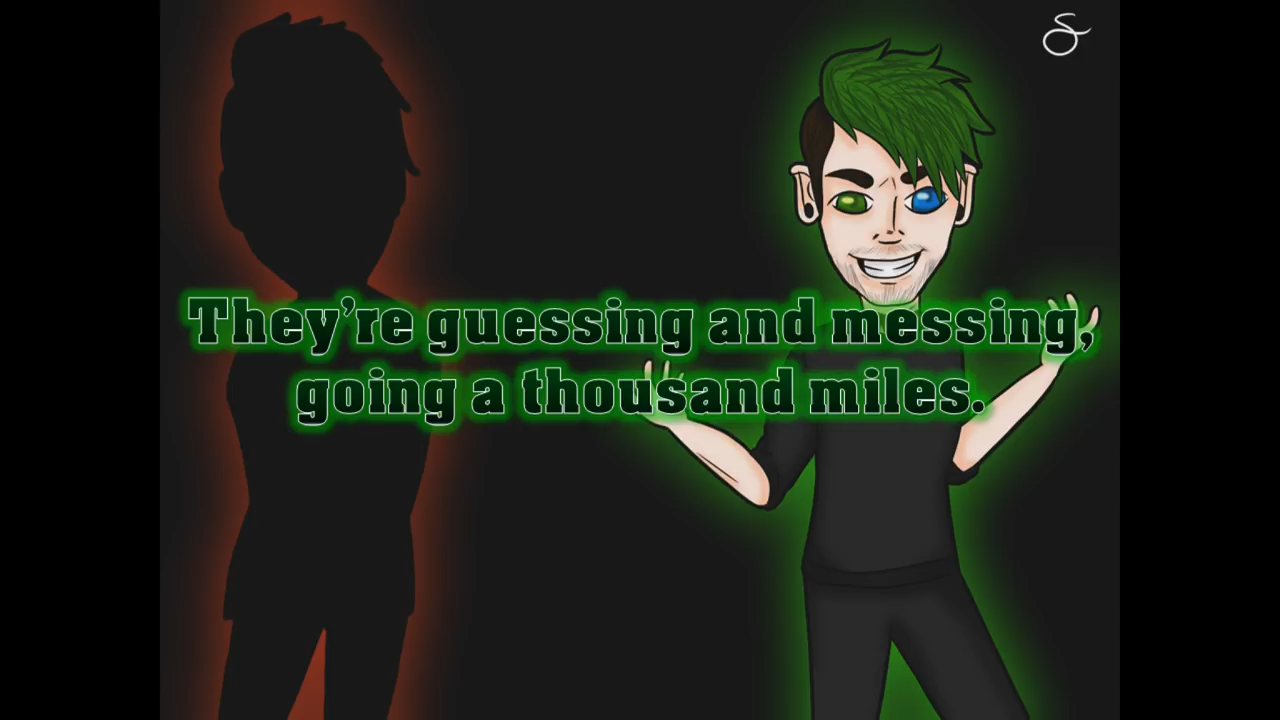 They’re guessing and messing,
going a thousand miles.